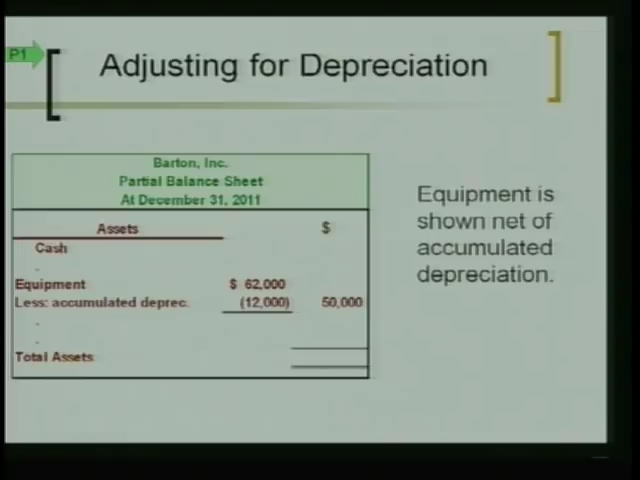 P1
Adjusting for Depreciation
Barton, Inc.
Partial Balance Sheet
At December 31, 2011
Assets $
Cash
.
Equipment $ 62,000
Less: accumulated deprec. (12,000) 50,000
.
.
Total Assets
Equipment is
shown net of
accumulated
depreciation.